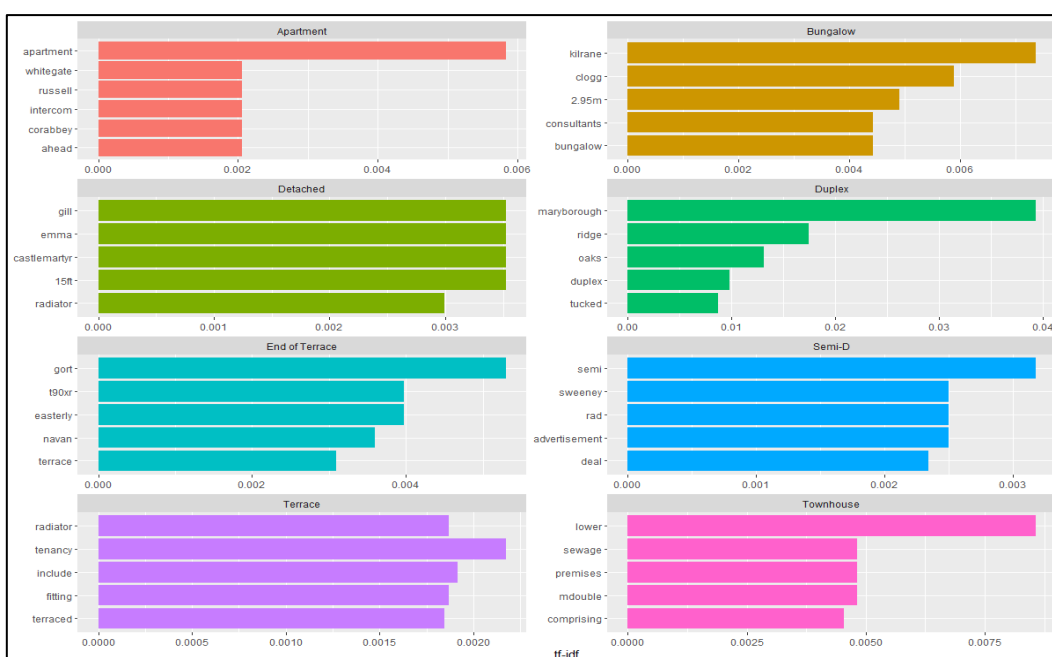 Apartment
apartment
whitegate
russell
intercom
corabbey
ahead
0.000 0.002 0.004 0.006
Bungalow
kilrane
clogg
2.95m
consultants
bungalow
0.000 0.002 0.004 0.006
Detached
gill
emma
castlemartyr
15ft
radiator
0.000 0.001 0.002 0.003
Duplex
maryborough
ridge
oaks
duplex
tucked
0.00 0.01 0.02 0.03 0.04
End of Terrace
gort
t90xr
easterly
navan
terrace
0.000 0.002 0.004
Semi-D
semi
sweeney
rad
advertisement
deal
0.000 0.001 0.002 0.003
Terrace
radiator
tenancy
include
fitting
terraced
0.0000 0.0005 0.0010 0.0015 0.0020
Townhouse
lower
sewage
premises
mdouble
comprising
0.0000 0.0025 0.0050 0.0075
tf-idf